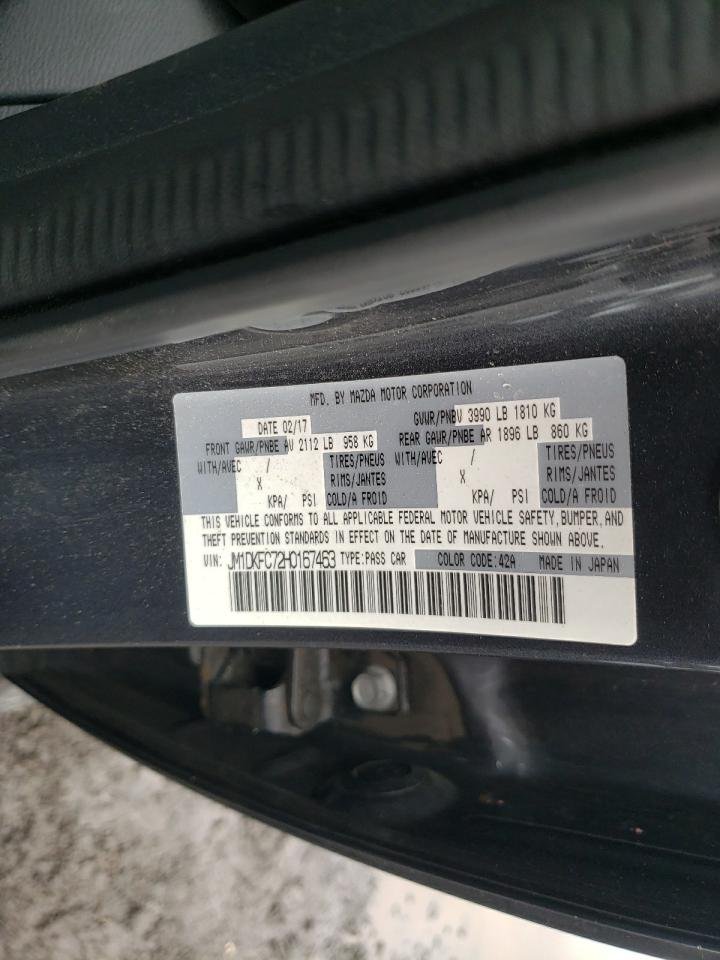 MFD. BY MAZDA MOTOR CORPORATION
DATE 02/17 GVWR/PNBV 3990 LB 1810 KG
FRONT GAWR/PNBE AV 2112 LB 958 KG REAR GAWR/PNBE AR 1896 LB 860 KG
WITH/AVEC / TIRES/PNEUS WITH/AVEC / TIRES/PNEUS
X RIMS/JANTES X RIMS/JANTES
KPA/ PSI COLD/A FROID KPA/ PSI COLD/A FROID
THIS VEHICLE CONFORMS TO ALL APPLICABLE FEDERAL MOTOR VEHICLE SAFETY, BUMPER, AND
THEFT PREVENTION STANDARDS IN EFFECT ON THE DATE OF MANUFACTURE SHOWN ABOVE.
VIN: JM1DKFC72H0167463 TYPE:PASS CAR COLOR CODE:42A MADE IN JAPAN